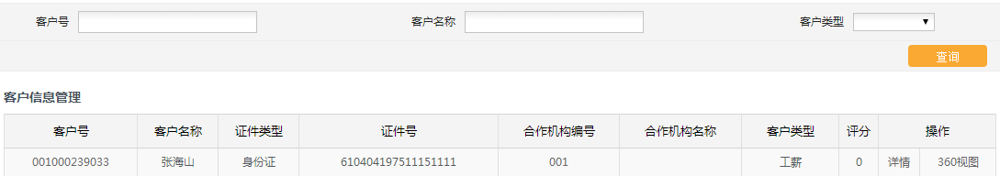 客户号 客户名称 客户类型
查询
客户信息管理
客户号 客户名称 证件类型 证件号 合作机构编号 合作机构名称 客户类型 评分 操作
001000239033 张海山 身份证 610404197511151111 001 工薪 0 详情 360视图